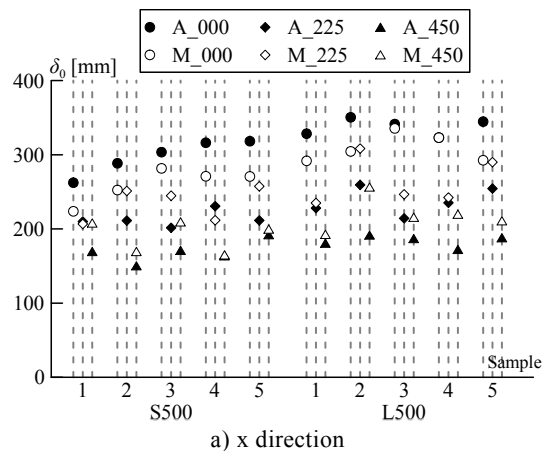 A_000 A_225 A_450
M_000 M_225 M_450
δ₀ [mm]
400
300
200
100
0
Sample
1 2 3 4 5 1 2 3 4 5
S500 L500
a) x direction